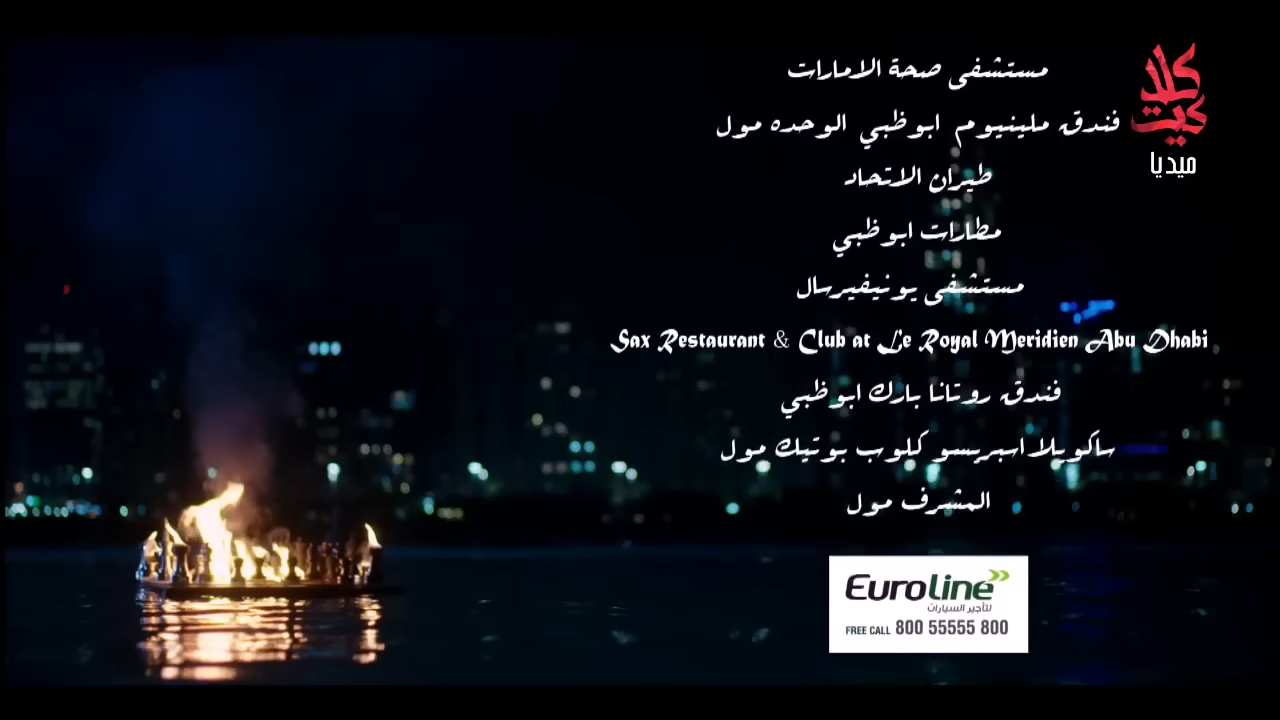 كلاكيت
ميديا
مستشفى صحة الامارات
فندق ملينيوم ابوظبي الوحده مول
طيران الاتحاد
مطارات ابوظبي
مستشفى يونيفيرسال
Sax Restaurant & Club at Le Royal Meridien Abu Dhabi
فندق روتانا بارك ابوظبي
ساكويلا اسبريسو كلوب بوتيك مول
المشرف مول
Euroline
لتأجير السيارات
FREE CALL 800 55555 800